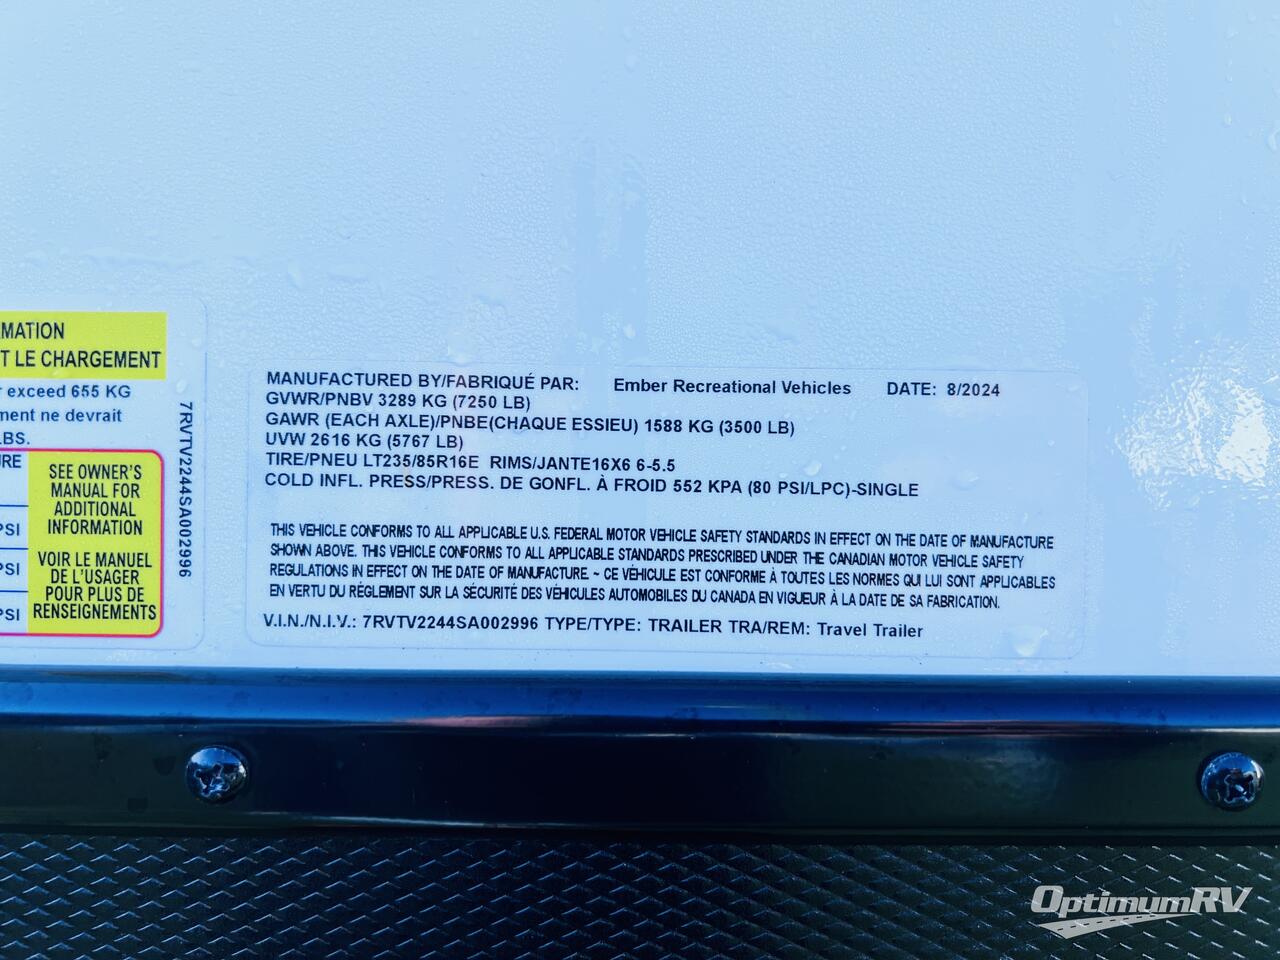 MATION
T LE CHARGEMENT
exceed 655 KG
ment ne devrait
LBS.
SEE OWNER'S
MANUAL FOR
ADDITIONAL
INFORMATION
PSI
VOIR LE MANUEL
PSI
DE L'USAGER
POUR PLUS DE
PSI
RENSEIGNEMENTS
7RVTV2244SA002996
MANUFACTURED BY/FABRIQUÉ PAR: Ember Recreational Vehicles DATE: 8/2024
GVWR/PNBV 3289 KG (7250 LB)
GAWR (EACH AXLE)/PNBE(CHAQUE ESSIEU) 1588 KG (3500 LB)
UVW 2616 KG (5767 LB)
TIRE/PNEU LT235/85R16E RIMS/JANTE16X6 6-5.5
COLD INFL. PRESS/PRESS. DE GONFL. À FROID 552 KPA (80 PSI/LPC)-SINGLE
THIS VEHICLE CONFORMS TO ALL APPLICABLE U.S. FEDERAL MOTOR VEHICLE SAFETY STANDARDS IN EFFECT ON THE DATE OF MANUFACTURE
SHOWN ABOVE. THIS VEHICLE CONFORMS TO ALL APPLICABLE STANDARDS PRESCRIBED UNDER THE CANADIAN MOTOR VEHICLE SAFETY
REGULATIONS IN EFFECT ON THE DATE OF MANUFACTURE. ~ CE VÉHICULE EST CONFORME À TOUTES LES NORMES QUI LUI SONT APPLICABLES
EN VERTU DU RÉGLEMENT SUR LA SÉCURITÉ DES VÉHICULES AUTOMOBILES DU CANADA EN VIGUEUR À LA DATE DE SA FABRICATION.
V.I.N./N.I.V.: 7RVTV2244SA002996 TYPE/TYPE: TRAILER TRA/REM: Travel Trailer
OptimumRV